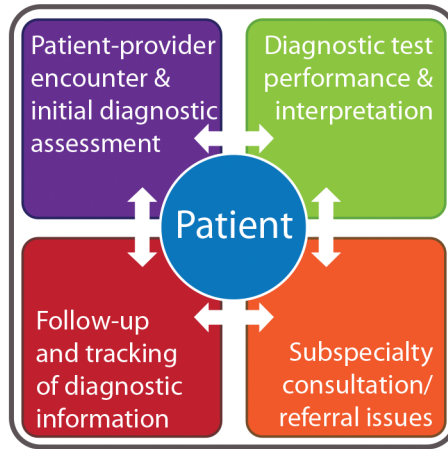 Patient-provider
encounter &
initial diagnostic
assessment
Diagnostic test
performance &
interpretation
Patient
Follow-up
and tracking
of diagnostic
information
Subspecialty
consultation/
referral issues